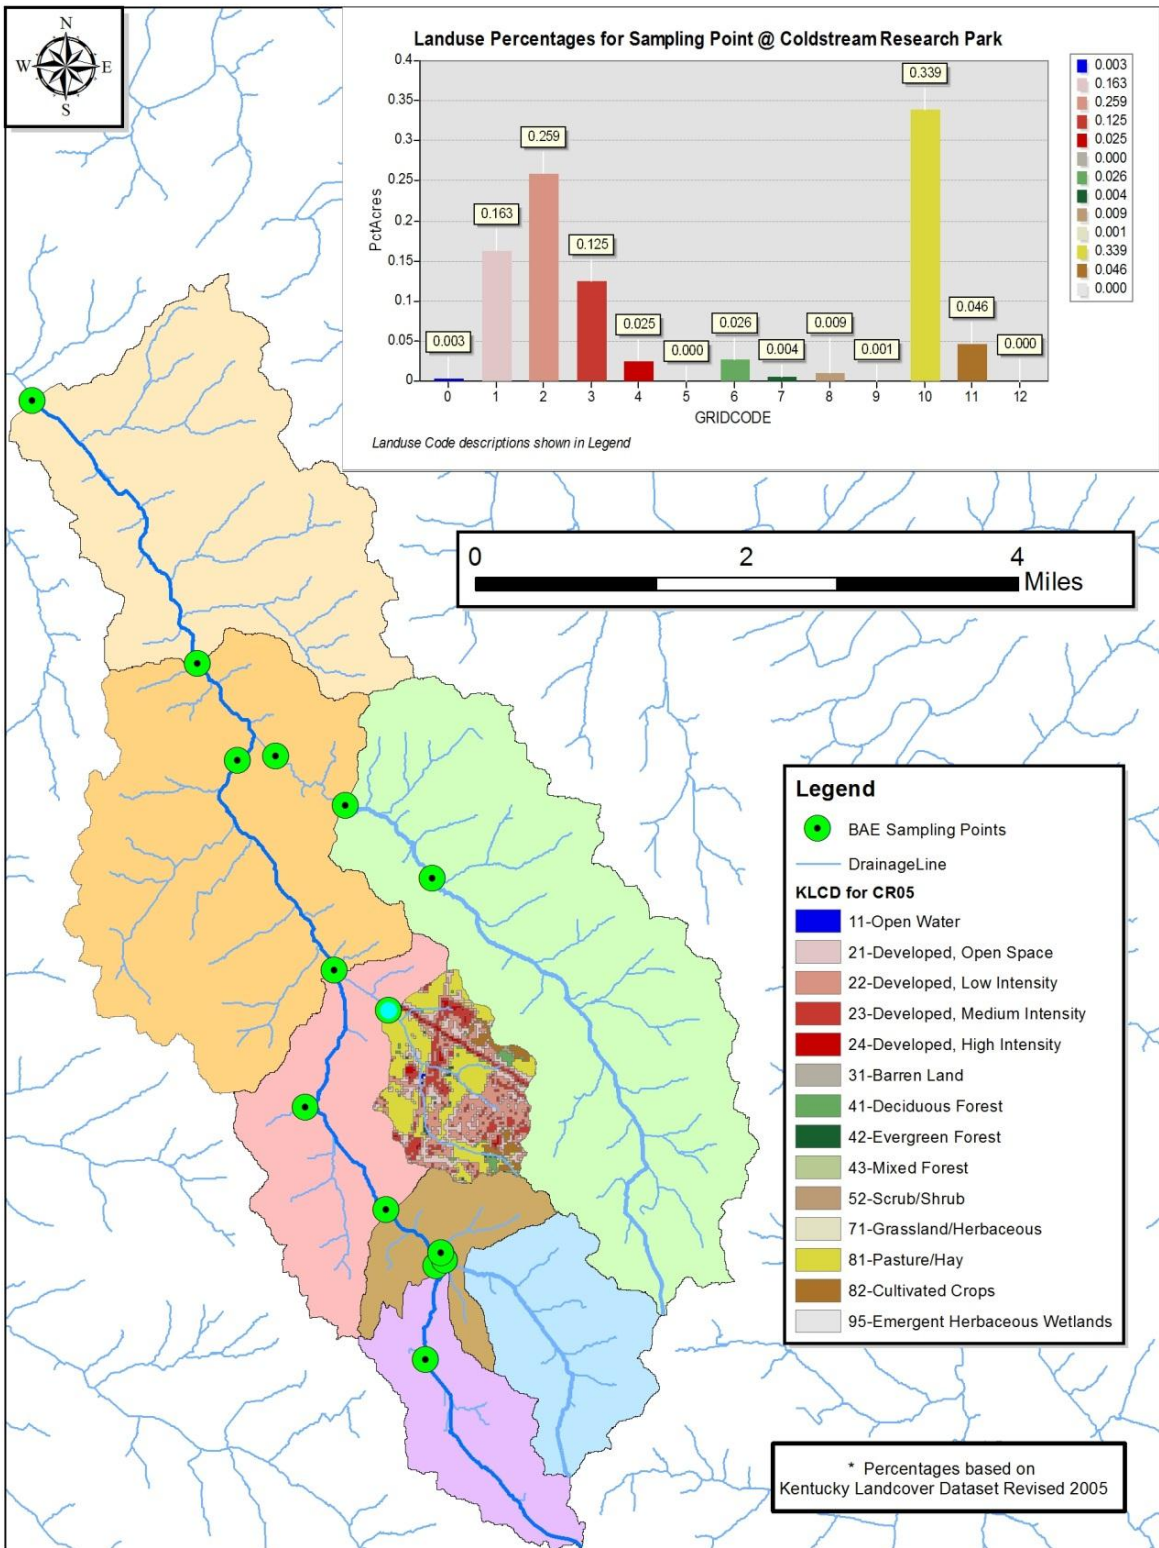 N
W E
S
Landuse Percentages for Sampling Point @ Coldstream Research Park
0.4
0.35
0.3
0.25
0.2
0.15
0.1
0.05
0
PctAcres
0.003
0.163
0.259
0.125
0.025
0.000
0.026
0.004
0.009
0.001
0.339
0.046
0.000
0 1 2 3 4 5 6 7 8 9 10 11 12
GRIDCODE
Landuse Code descriptions shown in Legend
0.003
0.163
0.259
0.125
0.025
0.000
0.026
0.004
0.009
0.001
0.339
0.046
0.000
0 2 4
Miles
Legend
BAE Sampling Points
DrainageLine
KLCD for CR05
11-Open Water
21-Developed, Open Space
22-Developed, Low Intensity
23-Developed, Medium Intensity
24-Developed, High Intensity
31-Barren Land
41-Deciduous Forest
42-Evergreen Forest
43-Mixed Forest
52-Scrub/Shrub
71-Grassland/Herbaceous
81-Pasture/Hay
82-Cultivated Crops
95-Emergent Herbaceous Wetlands
* Percentages based on
Kentucky Landcover Dataset Revised 2005